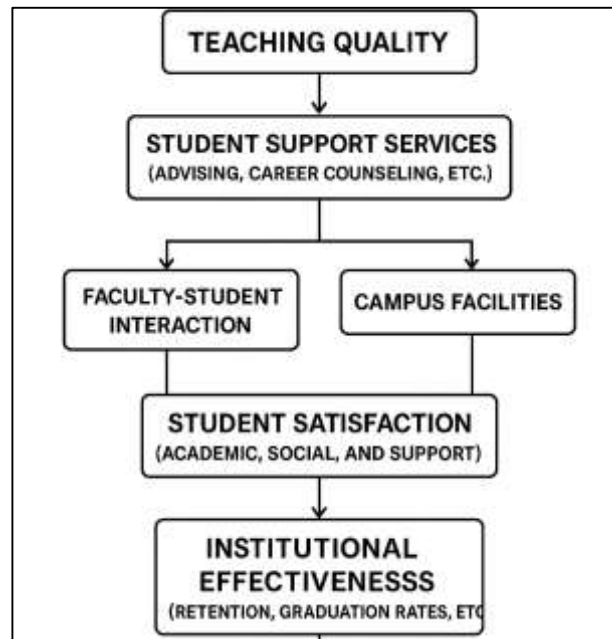 TEACHING QUALITY
STUDENT SUPPORT SERVICES
(ADVISING, CAREER COUNSELING, ETC.)
FACULTY-STUDENT
INTERACTION
CAMPUS FACILITIES
STUDENT SATISFACTION
(ACADEMIC, SOCIAL, AND SUPPORT)
INSTITUTIONAL
EFFECTIVENESSS
(RETENTION, GRADUATION RATES, ETC